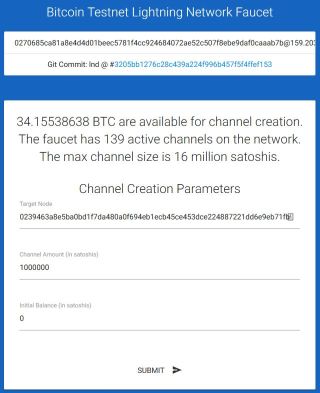 Bitcoin Testnet Lightning Network Faucet
0270685ca81a8e4d4d01beec5781f4cc924684072ae52c507f8ebe9daf0caaab7b@159.203
Git Commit: lnd @ #3205bb1276c28c439a224f996b457f5f4ffef153
34.15538638 BTC are available for channel creation.
The faucet has 139 active channels on the network.
The max channel size is 16 million satoshis.
Channel Creation Parameters
Target Node
0239463a8e5ba0bd1f7da480a0f694eb1ecb45ce453dce224887221dd6e9eb71fb
Channel Amount (in satoshis)
1000000
Initial Balance (in satoshis)
0
SUBMIT